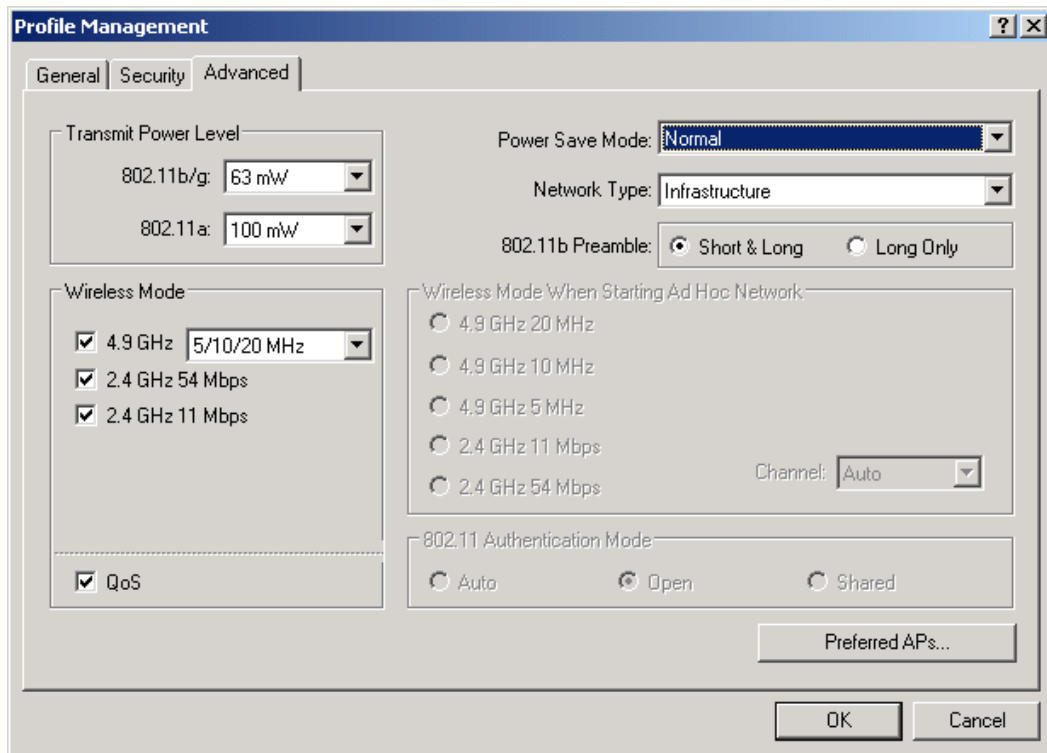 Profile Management
General Security Advanced
Transmit Power Level
802.11b/g: 63 mW
802.11a: 100 mW
Power Save Mode: Normal
Network Type: Infrastructure
802.11b Preamble: Short & Long Long Only
Wireless Mode
4.9 GHz 5/10/20 MHz
2.4 GHz 54 Mbps
2.4 GHz 11 Mbps
QoS
Wireless Mode When Starting Ad Hoc Network
4.9 GHz 20 MHz
4.9 GHz 10 MHz
4.9 GHz 5 MHz
2.4 GHz 11 Mbps
2.4 GHz 54 Mbps
Channel: Auto
802.11 Authentication Mode
Auto Open Shared
Preferred APs...
OK Cancel